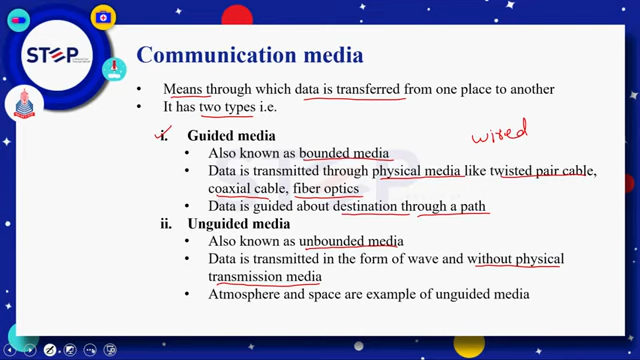 STEP
Communication media
• Means through which data is transferred from one place to another
• It has two types i.e.
i. Guided media
wired
• Also known as bounded media
• Data is transmitted through physical media like twisted pair cable,
coaxial cable, fiber optics
• Data is guided about destination through a path
ii. Unguided media
• Also known as unbounded media
• Data is transmitted in the form of wave and without physical
transmission media
• Atmosphere and space are example of unguided media